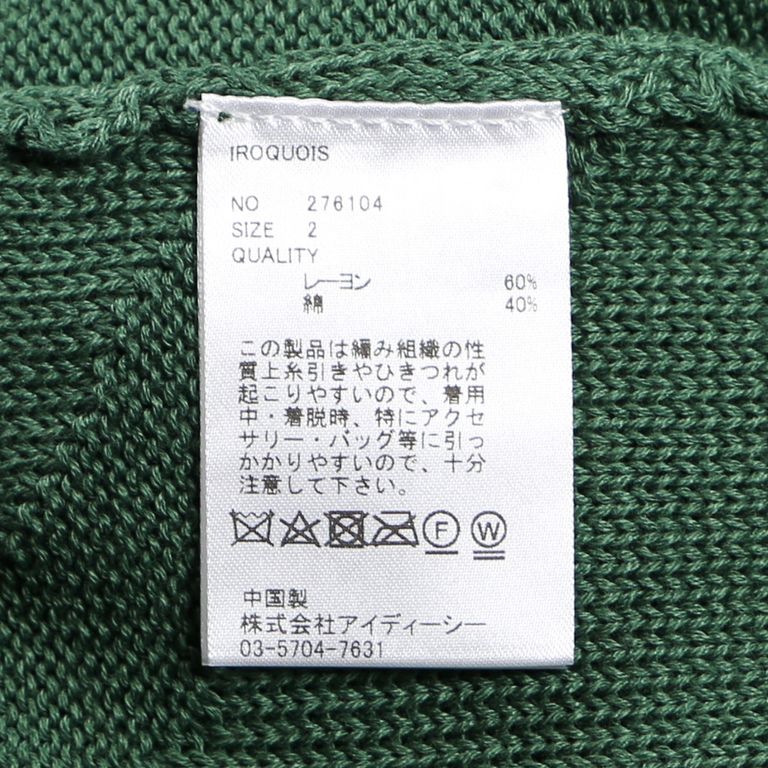 IROQUOIS
NO 276104
SIZE 2
QUALITY
レーヨン 60%
綿 40%
この製品は編み組織の性
質上糸引きやひきつれが
起こりやすいので、着用
中・着脱時、特にアクセ
サリー・バッグ等に引っ
かかりやすいので、十分
注意して下さい。
F W
中国製
株式会社アイディーシー
03-5704-7631